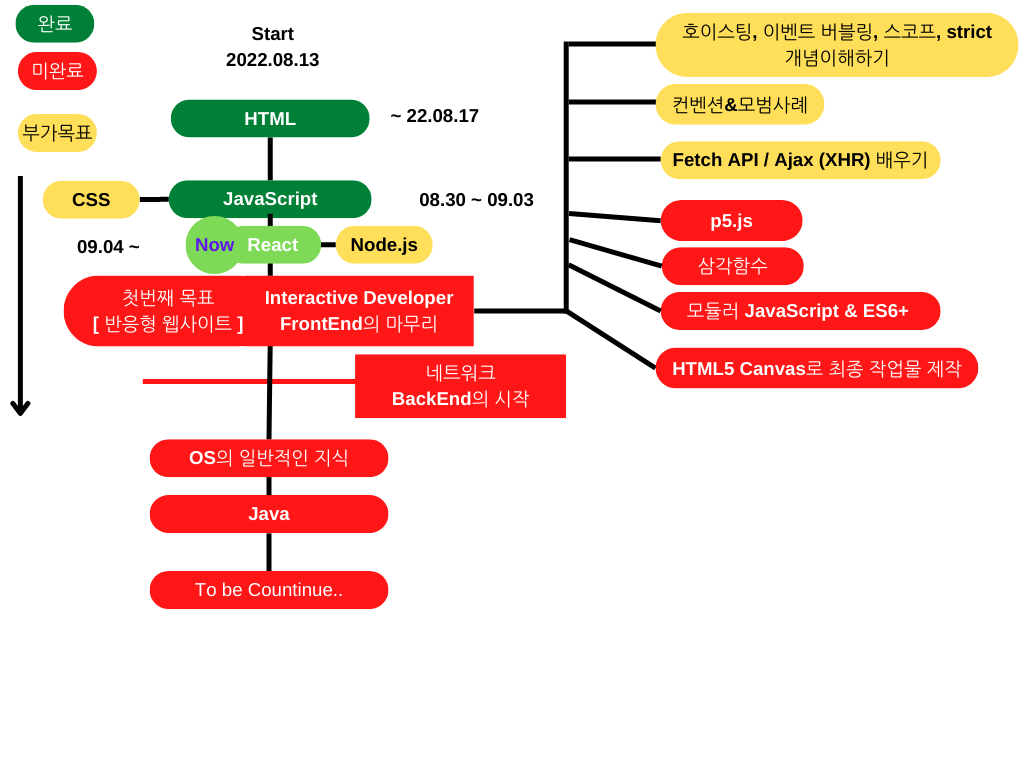 완료
미완료
부가목표
Start
2022.08.13
HTML
~ 22.08.17
CSS
JavaScript
08.30 ~ 09.03
09.04 ~
Now
React
Node.js
첫번째 목표
[ 반응형 웹사이트 ]
Interactive Developer
FrontEnd의 마무리
네트워크
BackEnd의 시작
OS의 일반적인 지식
Java
To be Countinue..
호이스팅, 이벤트 버블링, 스코프, strict
개념이해하기
컨벤션&모범사례
Fetch API / Ajax (XHR) 배우기
p5.js
삼각함수
모듈러 JavaScript & ES6+
HTML5 Canvas로 최종 작업물 제작